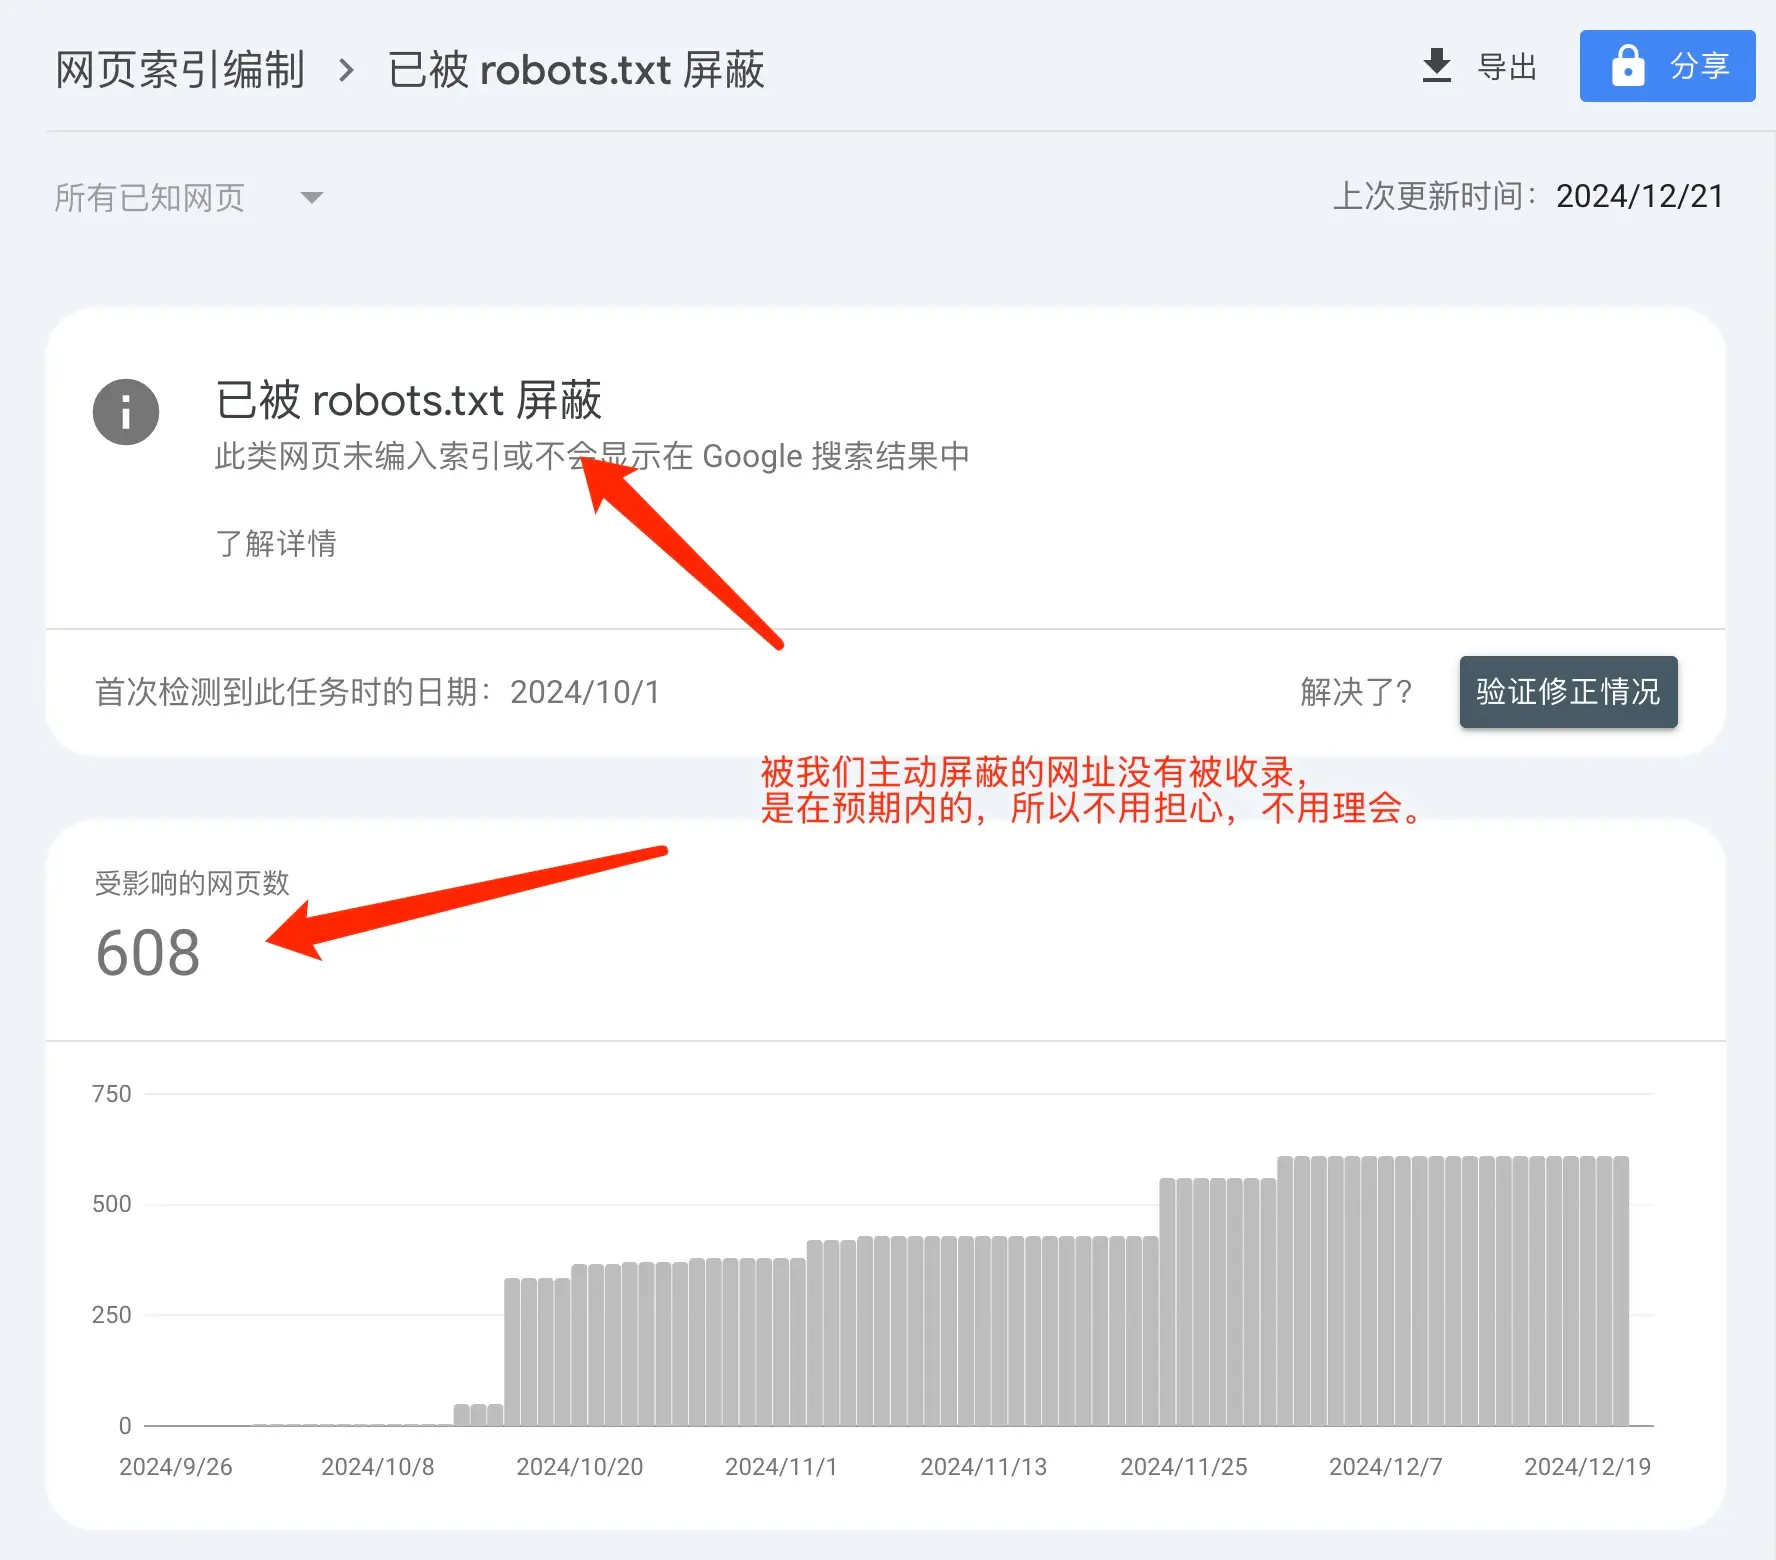 网页索引编制 > 已被 robots.txt 屏蔽
导出
分享
所有已知网页
上次更新时间：2024/12/21
已被 robots.txt 屏蔽
此类网页未编入索引或不会显示在 Google 搜索结果中
了解详情
首次检测到此任务时的日期：2024/10/1
解决了?
验证修正情况
被我们主动屏蔽的网址没有被收录，
是在预期内的，所以不用担心，不用理会。
受影响的网页数
608
750
500
250
0
2024/9/26
2024/10/8
2024/10/20
2024/11/1
2024/11/13
2024/11/25
2024/12/7
2024/12/19